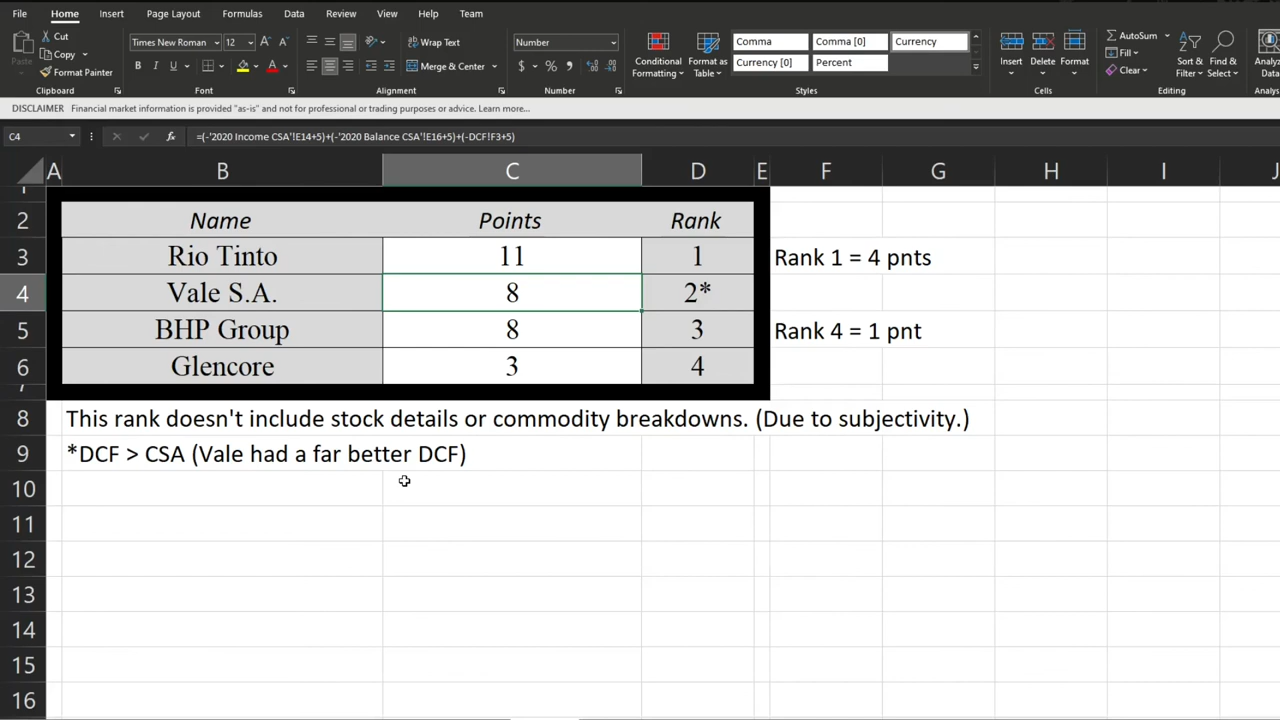 File Home Insert Page Layout Formulas Data Review View Help Team
Cut
Copy
Format Painter
Paste
Clipboard
Times New Roman 12
B I U
Font
Wrap Text
Merge & Center
Alignment
Number
$ % ,
Number
Conditional Formatting
Format as Table
Comma Comma [0] Currency
Currency [0] Percent
Styles
Insert Delete Format
Cells
AutoSum
Fill
Clear
Sort & Filter
Find & Select
Editing
DISCLAIMER Financial market information is provided "as-is" and not for professional or trading purposes or advice. Learn more...
C4 fx =(-'2020 Income CSA'!E14+5)+(-'2020 Balance CSA'!E16+5)+(-DCF!F3+5)
A B C D E F G H I J
1
2 Name Points Rank
3 Rio Tinto 11 1 Rank 1 = 4 pnts
4 Vale S.A. 8 2*
5 BHP Group 8 3 Rank 4 = 1 pnt
6 Glencore 3 4
7
8 This rank doesn't include stock details or commodity breakdowns. (Due to subjectivity.)
9 *DCF > CSA (Vale had a far better DCF)
10
11
12
13
14
15
16